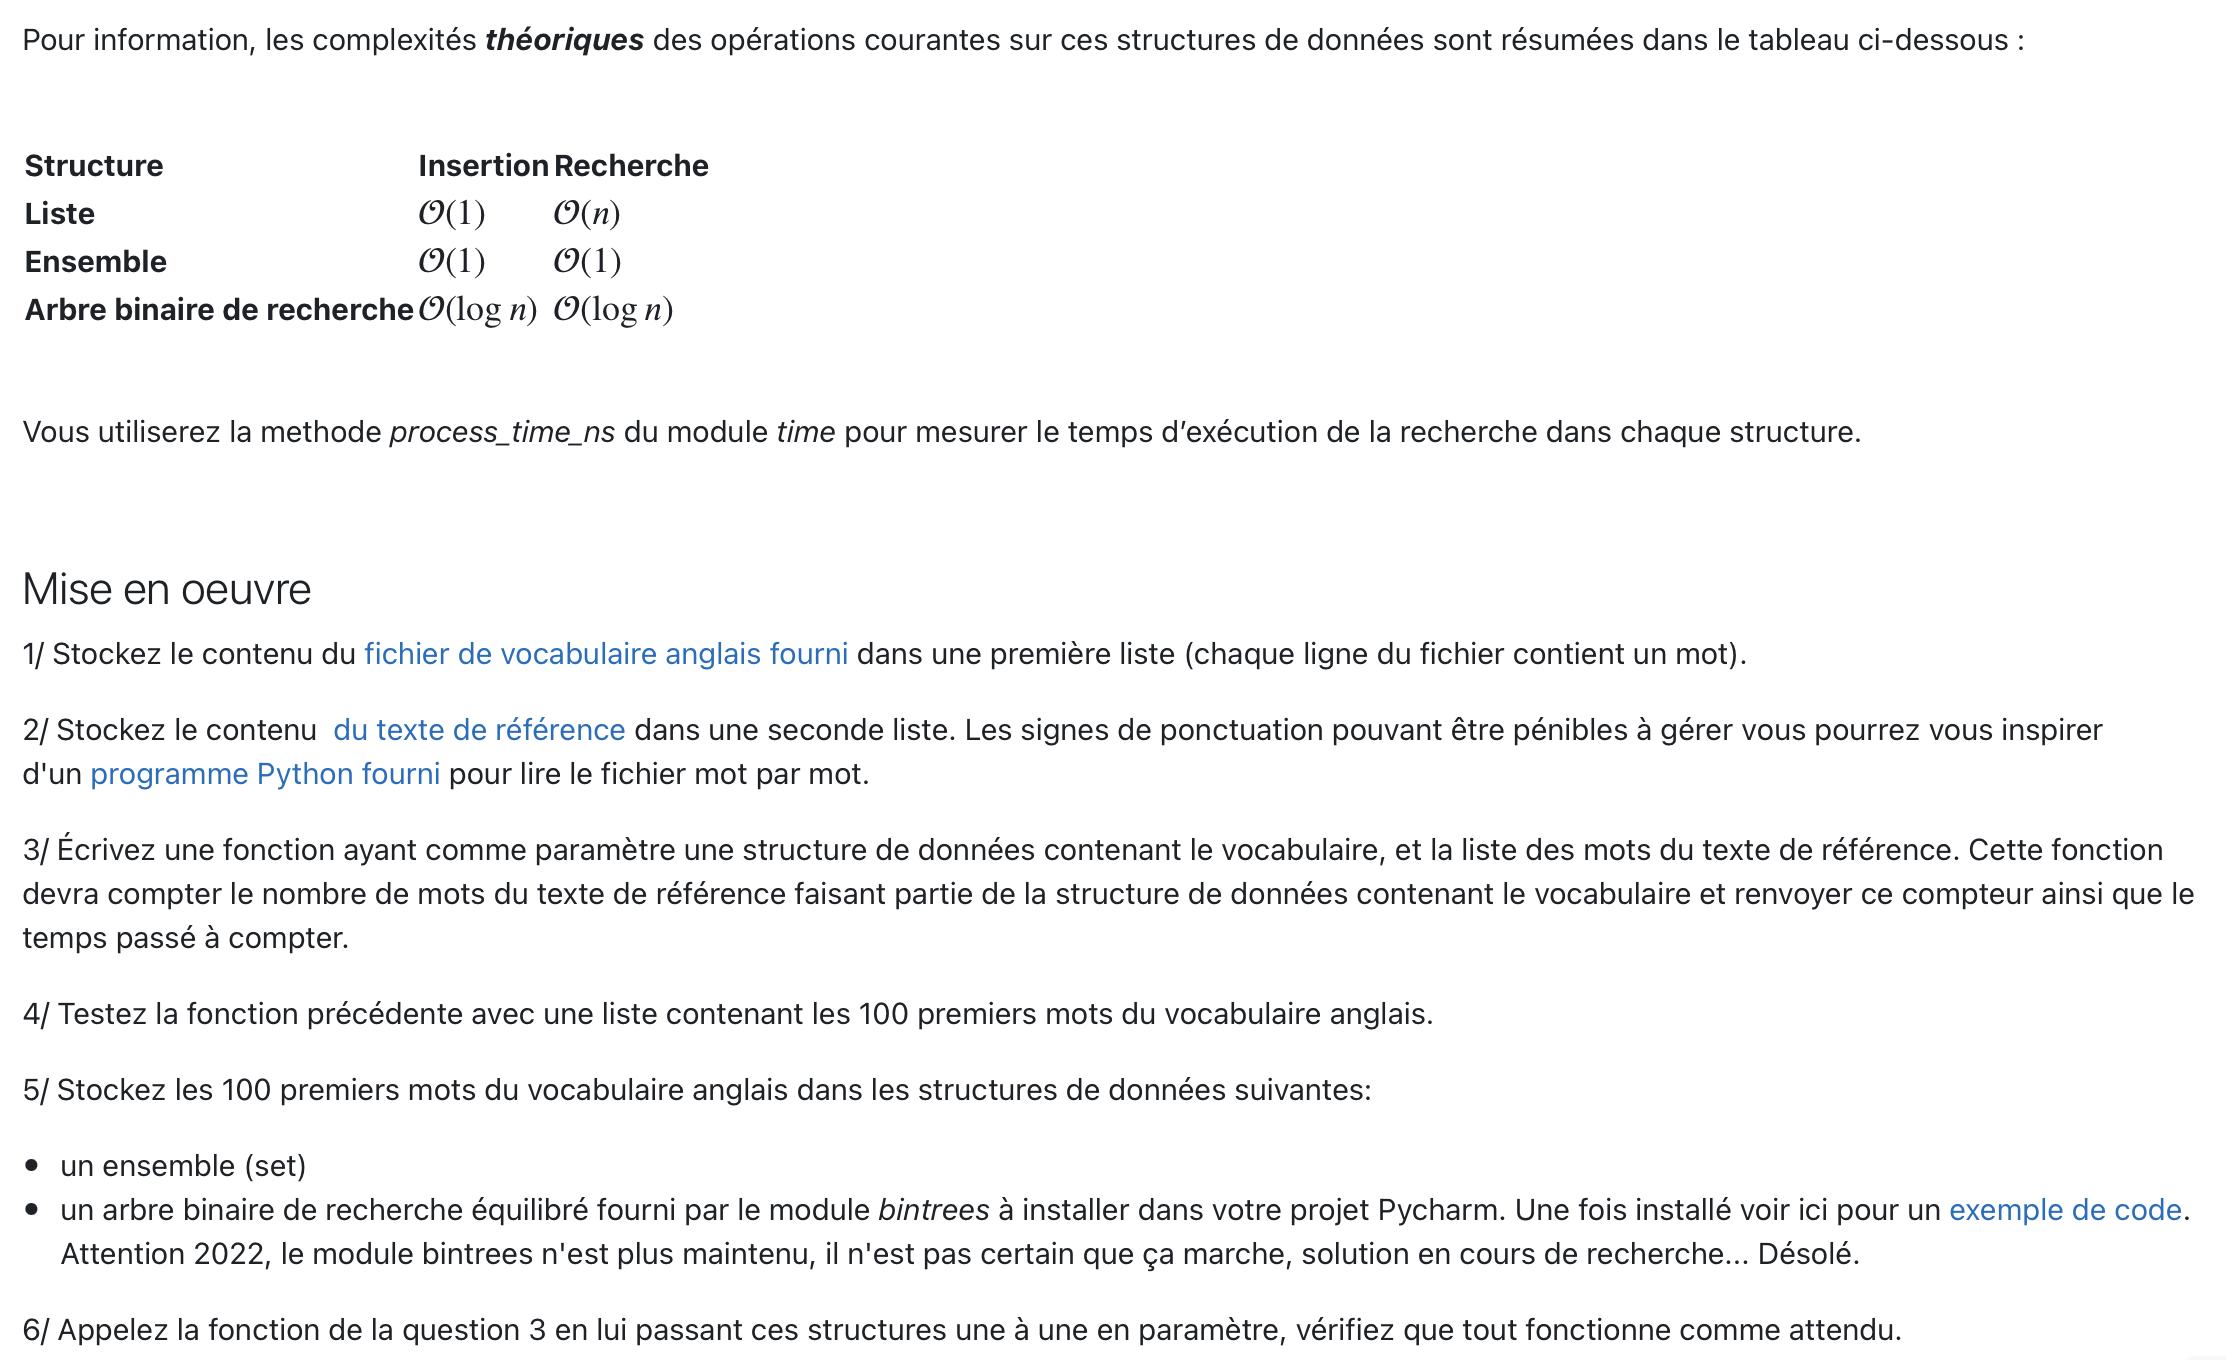 Pour information, les complexités théoriques des opérations courantes sur ces structures de données sont résumées dans le tableau ci-dessous :
Structure Insertion Recherche
Liste O(1) O(n)
Ensemble O(1) O(1)
Arbre binaire de recherche O(log n) O(log n)
Vous utiliserez la methode process_time_ns du module time pour mesurer le temps d’exécution de la recherche dans chaque structure.
Mise en oeuvre
1/ Stockez le contenu du fichier de vocabulaire anglais fourni dans une première liste (chaque ligne du fichier contient un mot).
2/ Stockez le contenu  du texte de référence dans une seconde liste. Les signes de ponctuation pouvant être pénibles à gérer vous pourrez vous inspirer
d'un programme Python fourni pour lire le fichier mot par mot.
3/ Écrivez une fonction ayant comme paramètre une structure de données contenant le vocabulaire, et la liste des mots du texte de référence. Cette fonction
devra compter le nombre de mots du texte de référence faisant partie de la structure de données contenant le vocabulaire et renvoyer ce compteur ainsi que le
temps passé à compter.
4/ Testez la fonction précédente avec une liste contenant les 100 premiers mots du vocabulaire anglais.
5/ Stockez les 100 premiers mots du vocabulaire anglais dans les structures de données suivantes:
• un ensemble (set)
• un arbre binaire de recherche équilibré fourni par le module bintrees à installer dans votre projet Pycharm. Une fois installé voir ici pour un exemple de code.
Attention 2022, le module bintrees n'est plus maintenu, il n'est pas certain que ça marche, solution en cours de recherche... Désolé.
6/ Appelez la fonction de la question 3 en lui passant ces structures une à une en paramètre, vérifiez que tout fonctionne comme attendu.